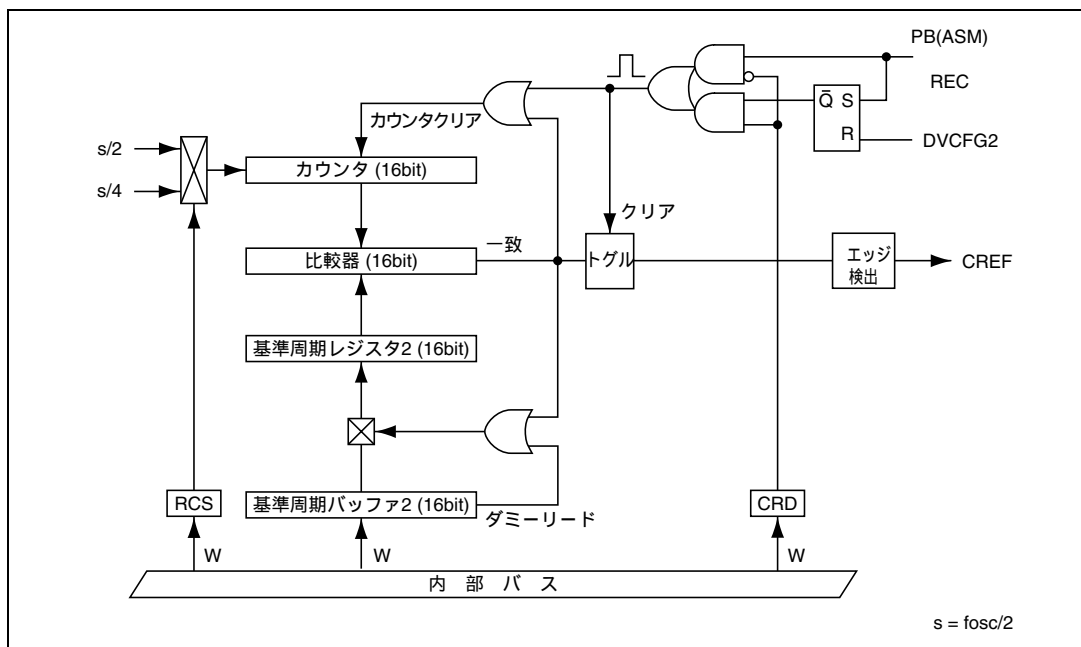 PB(ASM)
REC
Q̄ S
R
DVCFG2
カウンタクリア
s/2
s/4
カウンタ (16bit)
クリア
一致
比較器 (16bit)
トグル
エッジ
検出
CREF
基準周期レジスタ2 (16bit)
RCS
基準周期バッファ2 (16bit)
ダミーリード
CRD
W
W
W
内 部 バ ス
s = fosc/2